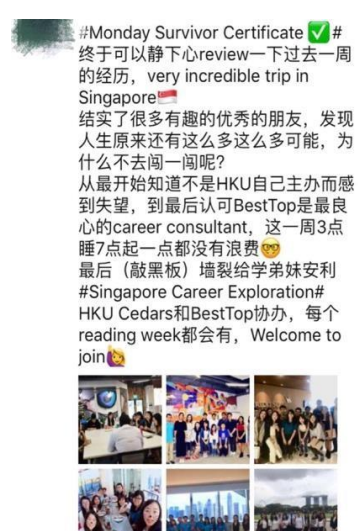 #Monday Survivor Certificate ✅ #
终于可以静下心review一下过去一周
的经历，very incredible trip in
Singapore🇸🇬
结实了很多有趣的优秀的朋友，发现
人生原来还有这么多这么多可能，为
什么不去闯一闯呢?
从最开始知道不是HKU自己主办而感
到失望，到最后认可BestTop是最良
心的career consultant，这一周3点
睡7点起一点都没有浪费🤓
最后（敲黑板）墙裂给学弟妹安利
#Singapore Career Exploration#
HKU Cedars和BestTop协办，每个
reading week都会有，Welcome to
join🙋